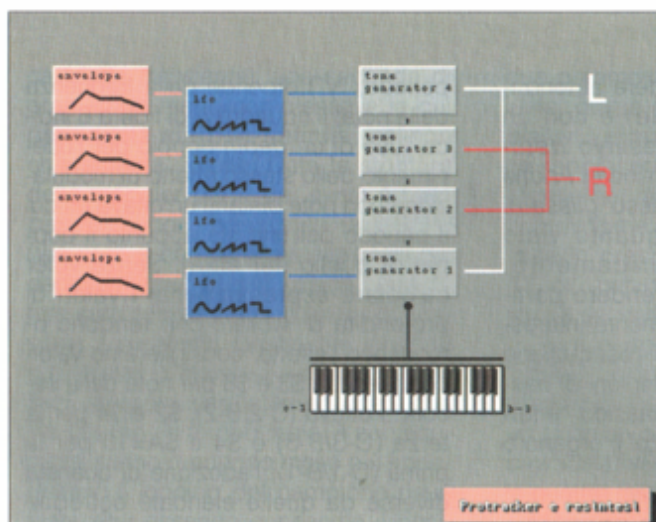 envelope
lfo
tone
generator 4
L
envelope
lfo
tone
generator 3
R
envelope
lfo
tone
generator 2
envelope
lfo
tone
generator 1
c-1
b-3
Protracker e resintesi